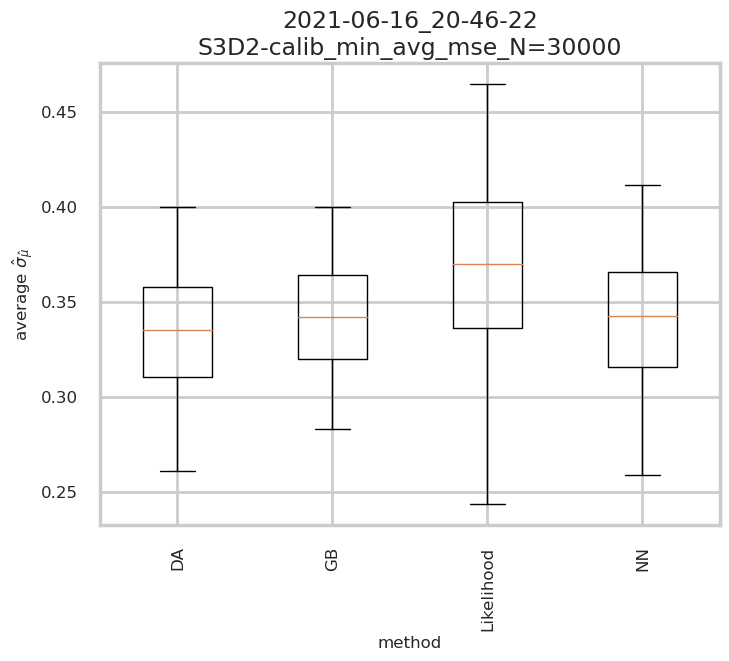 2021-06-16_20-46-22
S3D2-calib_min_avg_mse_N=30000
0.45
0.40
0.35
0.30
0.25
average σ̂_μ̂
DA
GB
Likelihood
NN
method